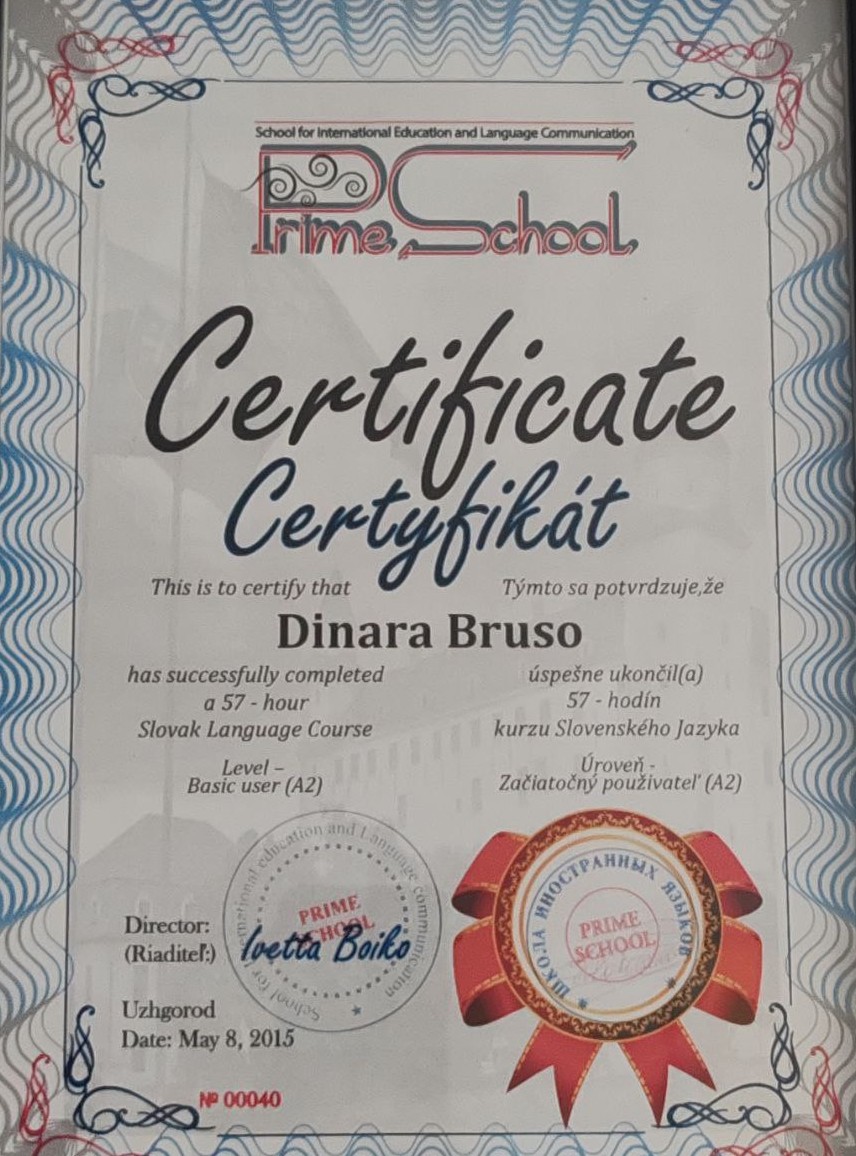 School for International Education and Language Communication
Prime School
Certificate
Certyfikát
This is to certify that
Týmto sa potvrdzuje,že
Dinara Bruso
has successfully completed
a 57 - hour
Slovak Language Course
úspešne ukončil(a)
57 - hodín
kurzu Slovenského Jazyka
Level –
Basic user (A2)
Úroveň -
Začiatočný použivateľ (A2)
School for International education and Language communication
PRIME
SCHOOL
Director:
(Riaditeľ:)
Ivetta Boiko
ШКОЛА ИНОСТРАННЫХ ЯЗЫКОВ
PRIME
SCHOOL
Uzhgorod
Date: May 8, 2015
№ 00040